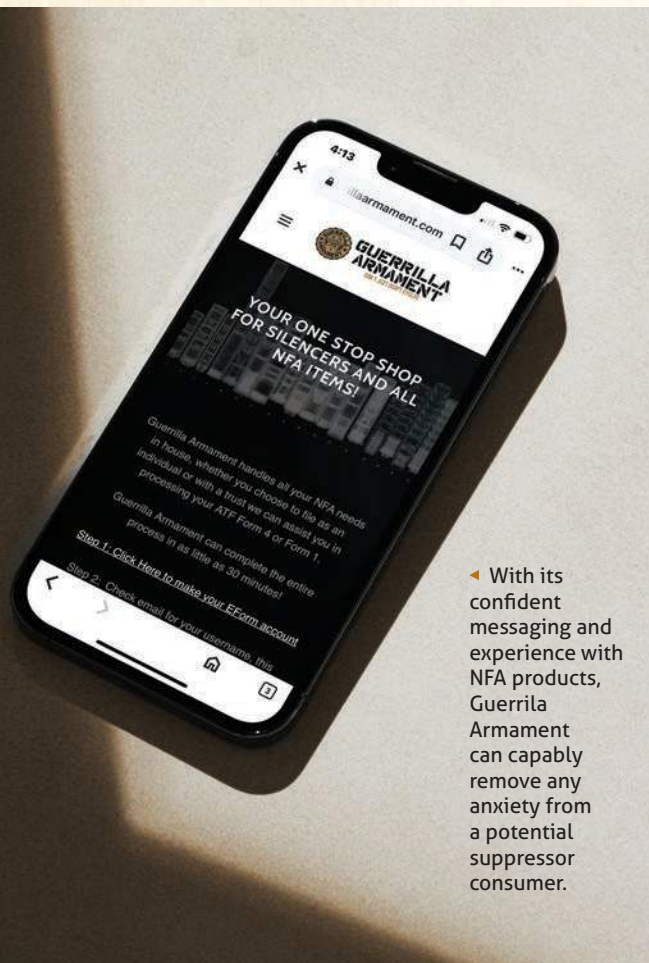 4:13
illaarmament.com
GUERRILLA
ARMAMENT
YOUR ONE STOP SHOP
FOR SILENCERS AND ALL
NFA ITEMS!
Guerrilla Armament handles all your NFA needs
in house, whether you choose to file as an
individual or with a trust we can assist you in
processing your ATF Form 4 or Form 1.
Guerrilla Armament can complete the entire
process in as little as 30 minutes!
Step 1: Click Here to make your EForm account
Step 2: Check email for your username, this
3
With its
confident
messaging and
experience with
NFA products,
Guerrila
Armament
can capably
remove any
anxiety from
a potential
suppressor
consumer.